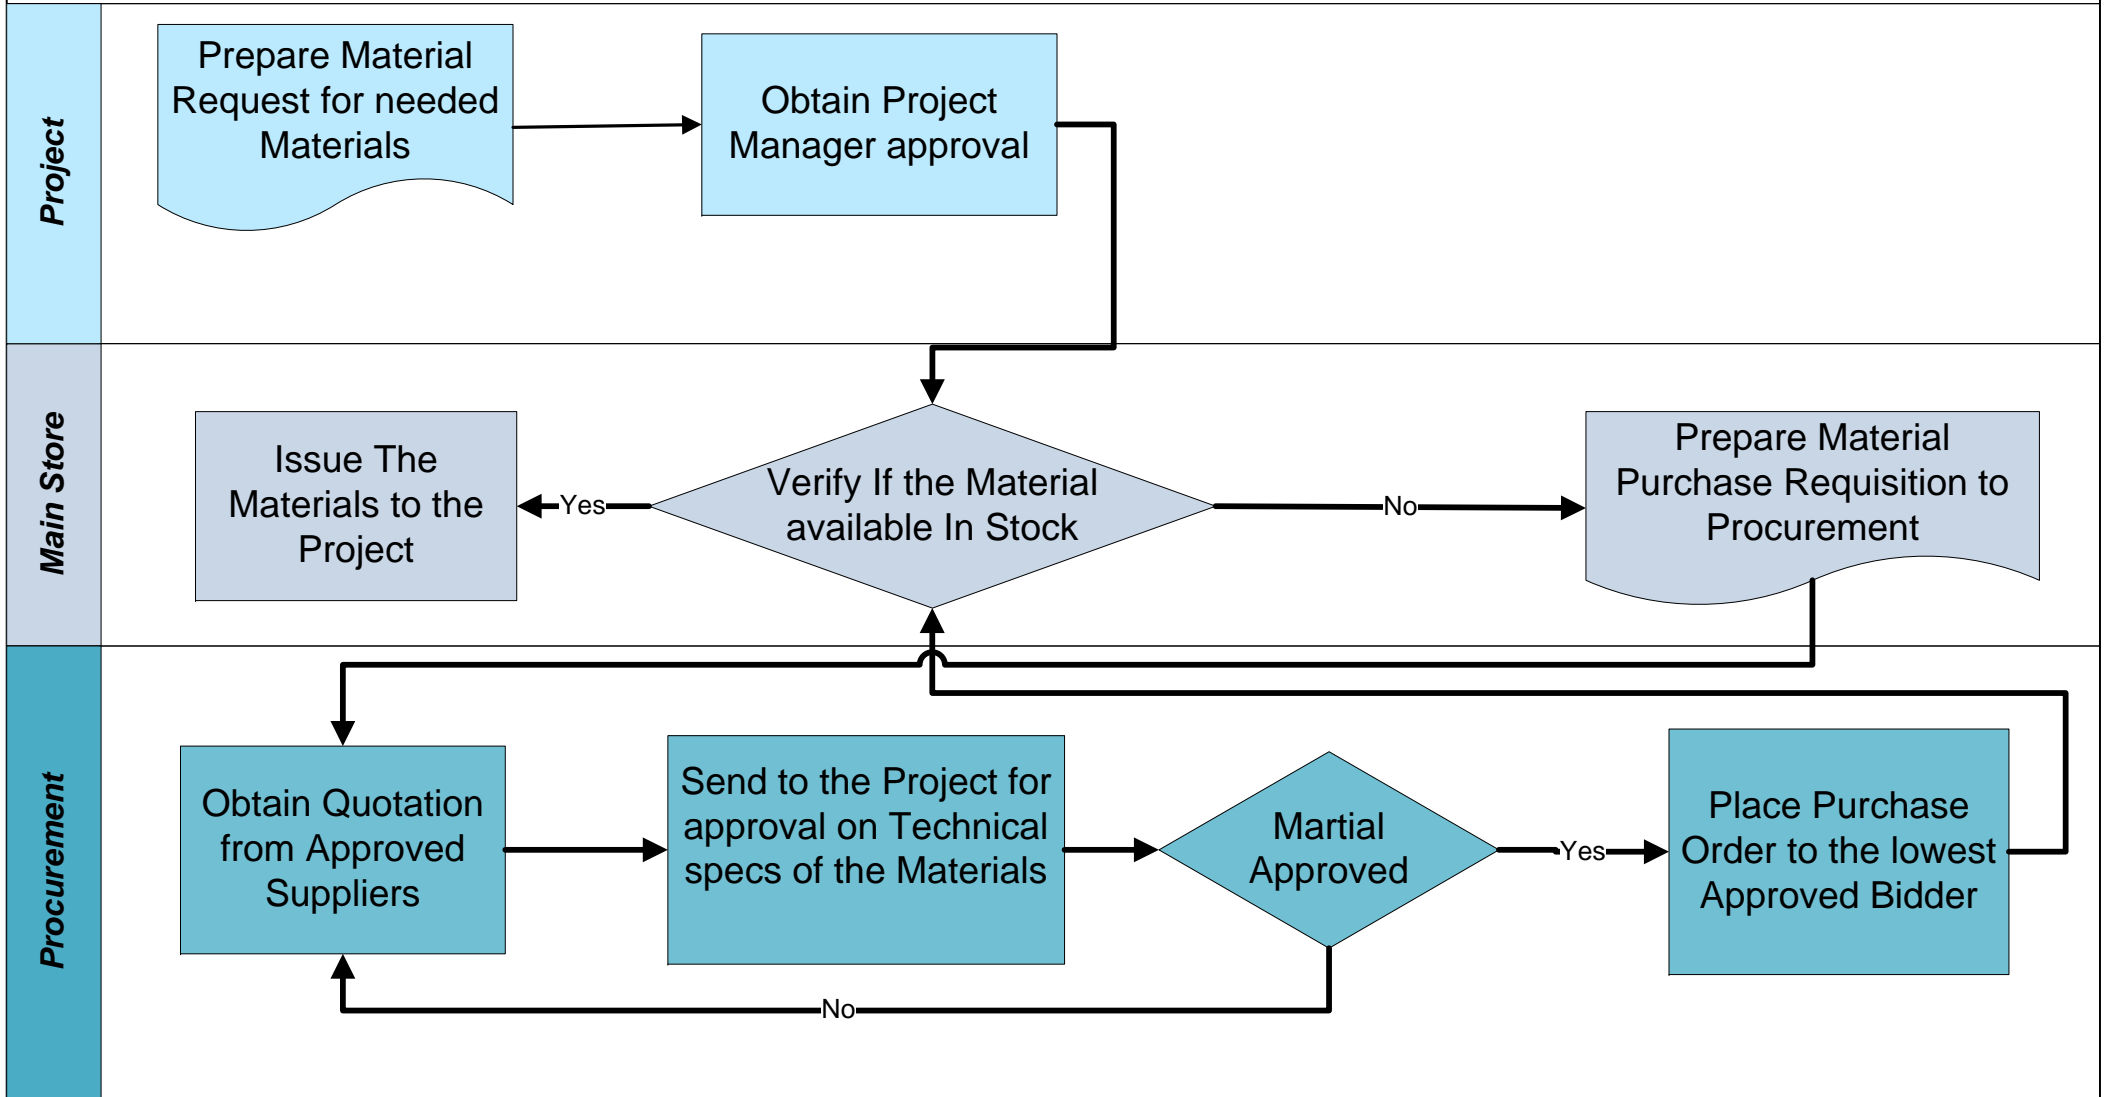 Project
Prepare Material
Request for needed
Materials
Obtain Project
Manager approval
Main Store
Issue The
Materials to the
Project
Yes
Verify If the Material
available In Stock
No
Prepare Material
Purchase Requisition to
Procurement
Procurement
Obtain Quotation
from Approved
Suppliers
Send to the Project for
approval on Technical
specs of the Materials
Martial
Approved
Yes
Place Purchase
Order to the lowest
Approved Bidder
No